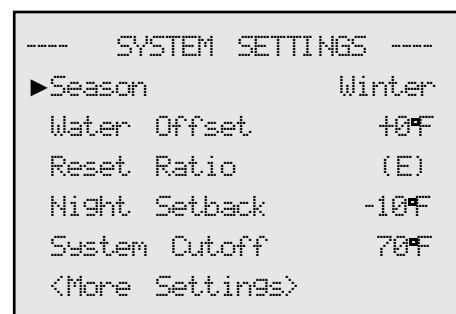 ---- SYSTEM SETTINGS ----
►Season Winter
Water Offset +0°F
Reset Ratio (E)
Night Setback -10°F
System Cutoff 70°F
<More Settings>